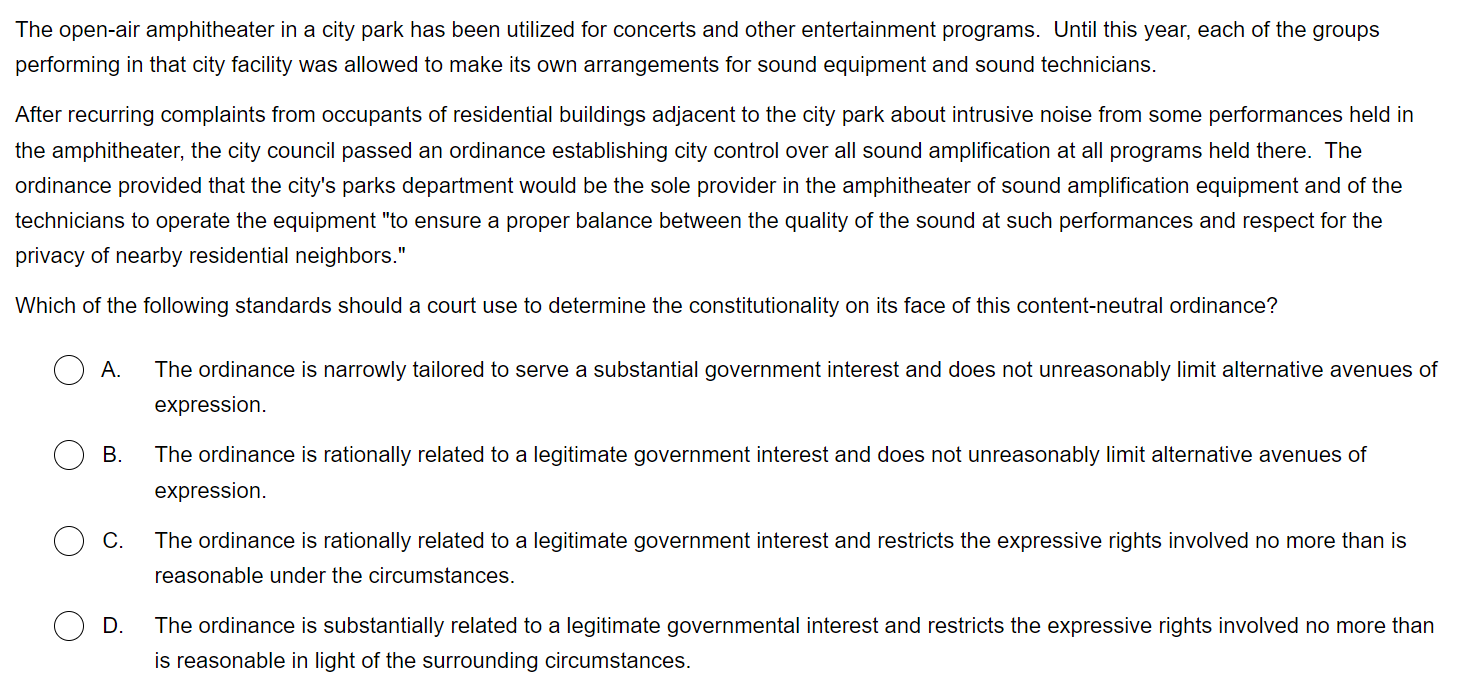 The open-air amphitheater in a city park has been utilized for concerts and other entertainment programs.  Until this year, each of the groups
performing in that city facility was allowed to make its own arrangements for sound equipment and sound technicians.
After recurring complaints from occupants of residential buildings adjacent to the city park about intrusive noise from some performances held in
the amphitheater, the city council passed an ordinance establishing city control over all sound amplification at all programs held there.  The
ordinance provided that the city's parks department would be the sole provider in the amphitheater of sound amplification equipment and of the
technicians to operate the equipment "to ensure a proper balance between the quality of the sound at such performances and respect for the
privacy of nearby residential neighbors."
Which of the following standards should a court use to determine the constitutionality on its face of this content-neutral ordinance?
A. The ordinance is narrowly tailored to serve a substantial government interest and does not unreasonably limit alternative avenues of
expression.
B. The ordinance is rationally related to a legitimate government interest and does not unreasonably limit alternative avenues of
expression.
C. The ordinance is rationally related to a legitimate government interest and restricts the expressive rights involved no more than is
reasonable under the circumstances.
D. The ordinance is substantially related to a legitimate governmental interest and restricts the expressive rights involved no more than
is reasonable in light of the surrounding circumstances.